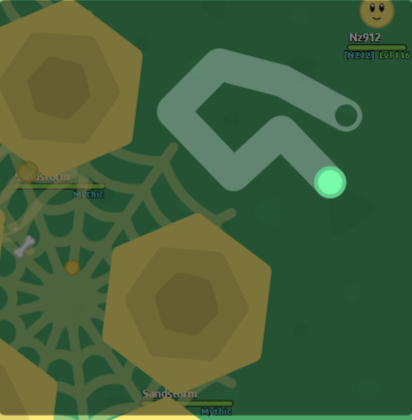 Nz912
[Nz912] Lvl 116
Sandstorm
Mythic
Sandstorm
Mythic